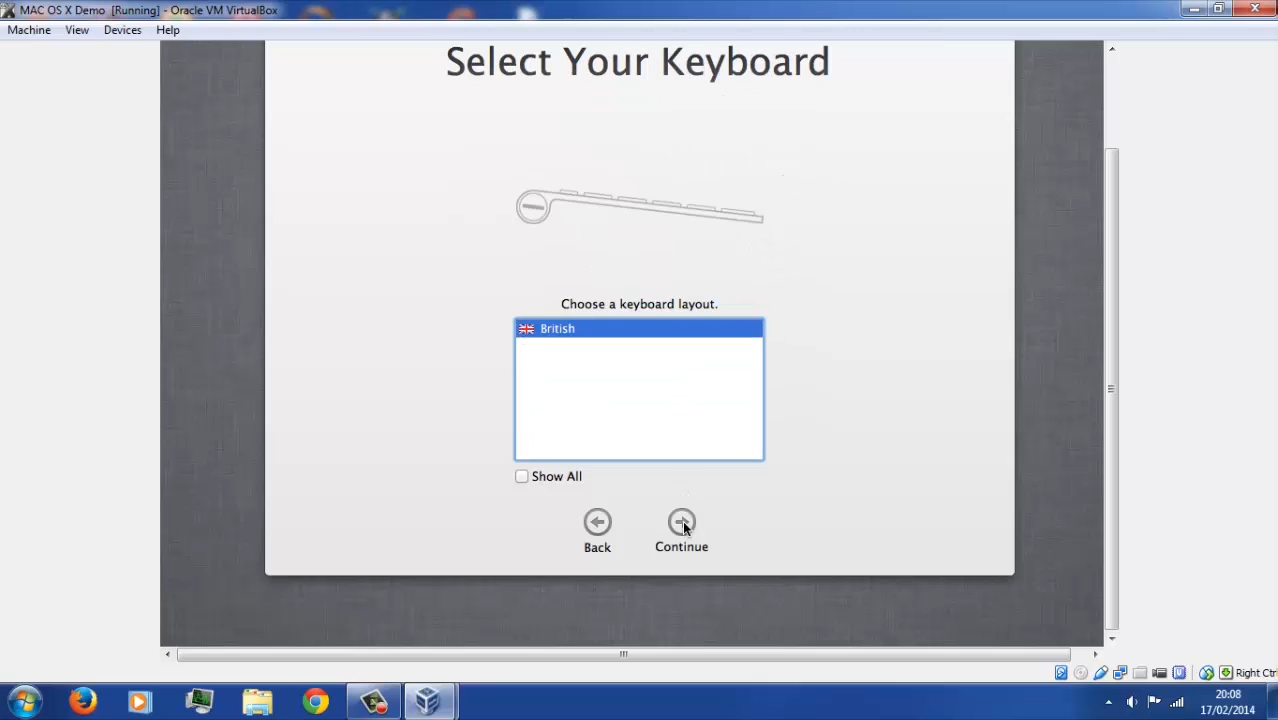 MAC OS X Demo [Running] - Oracle VM VirtualBox
Machine View Devices Help
Select Your Keyboard
Choose a keyboard layout.
British
Show All
Back Continue
Right Ctrl
20:08
17/02/2014